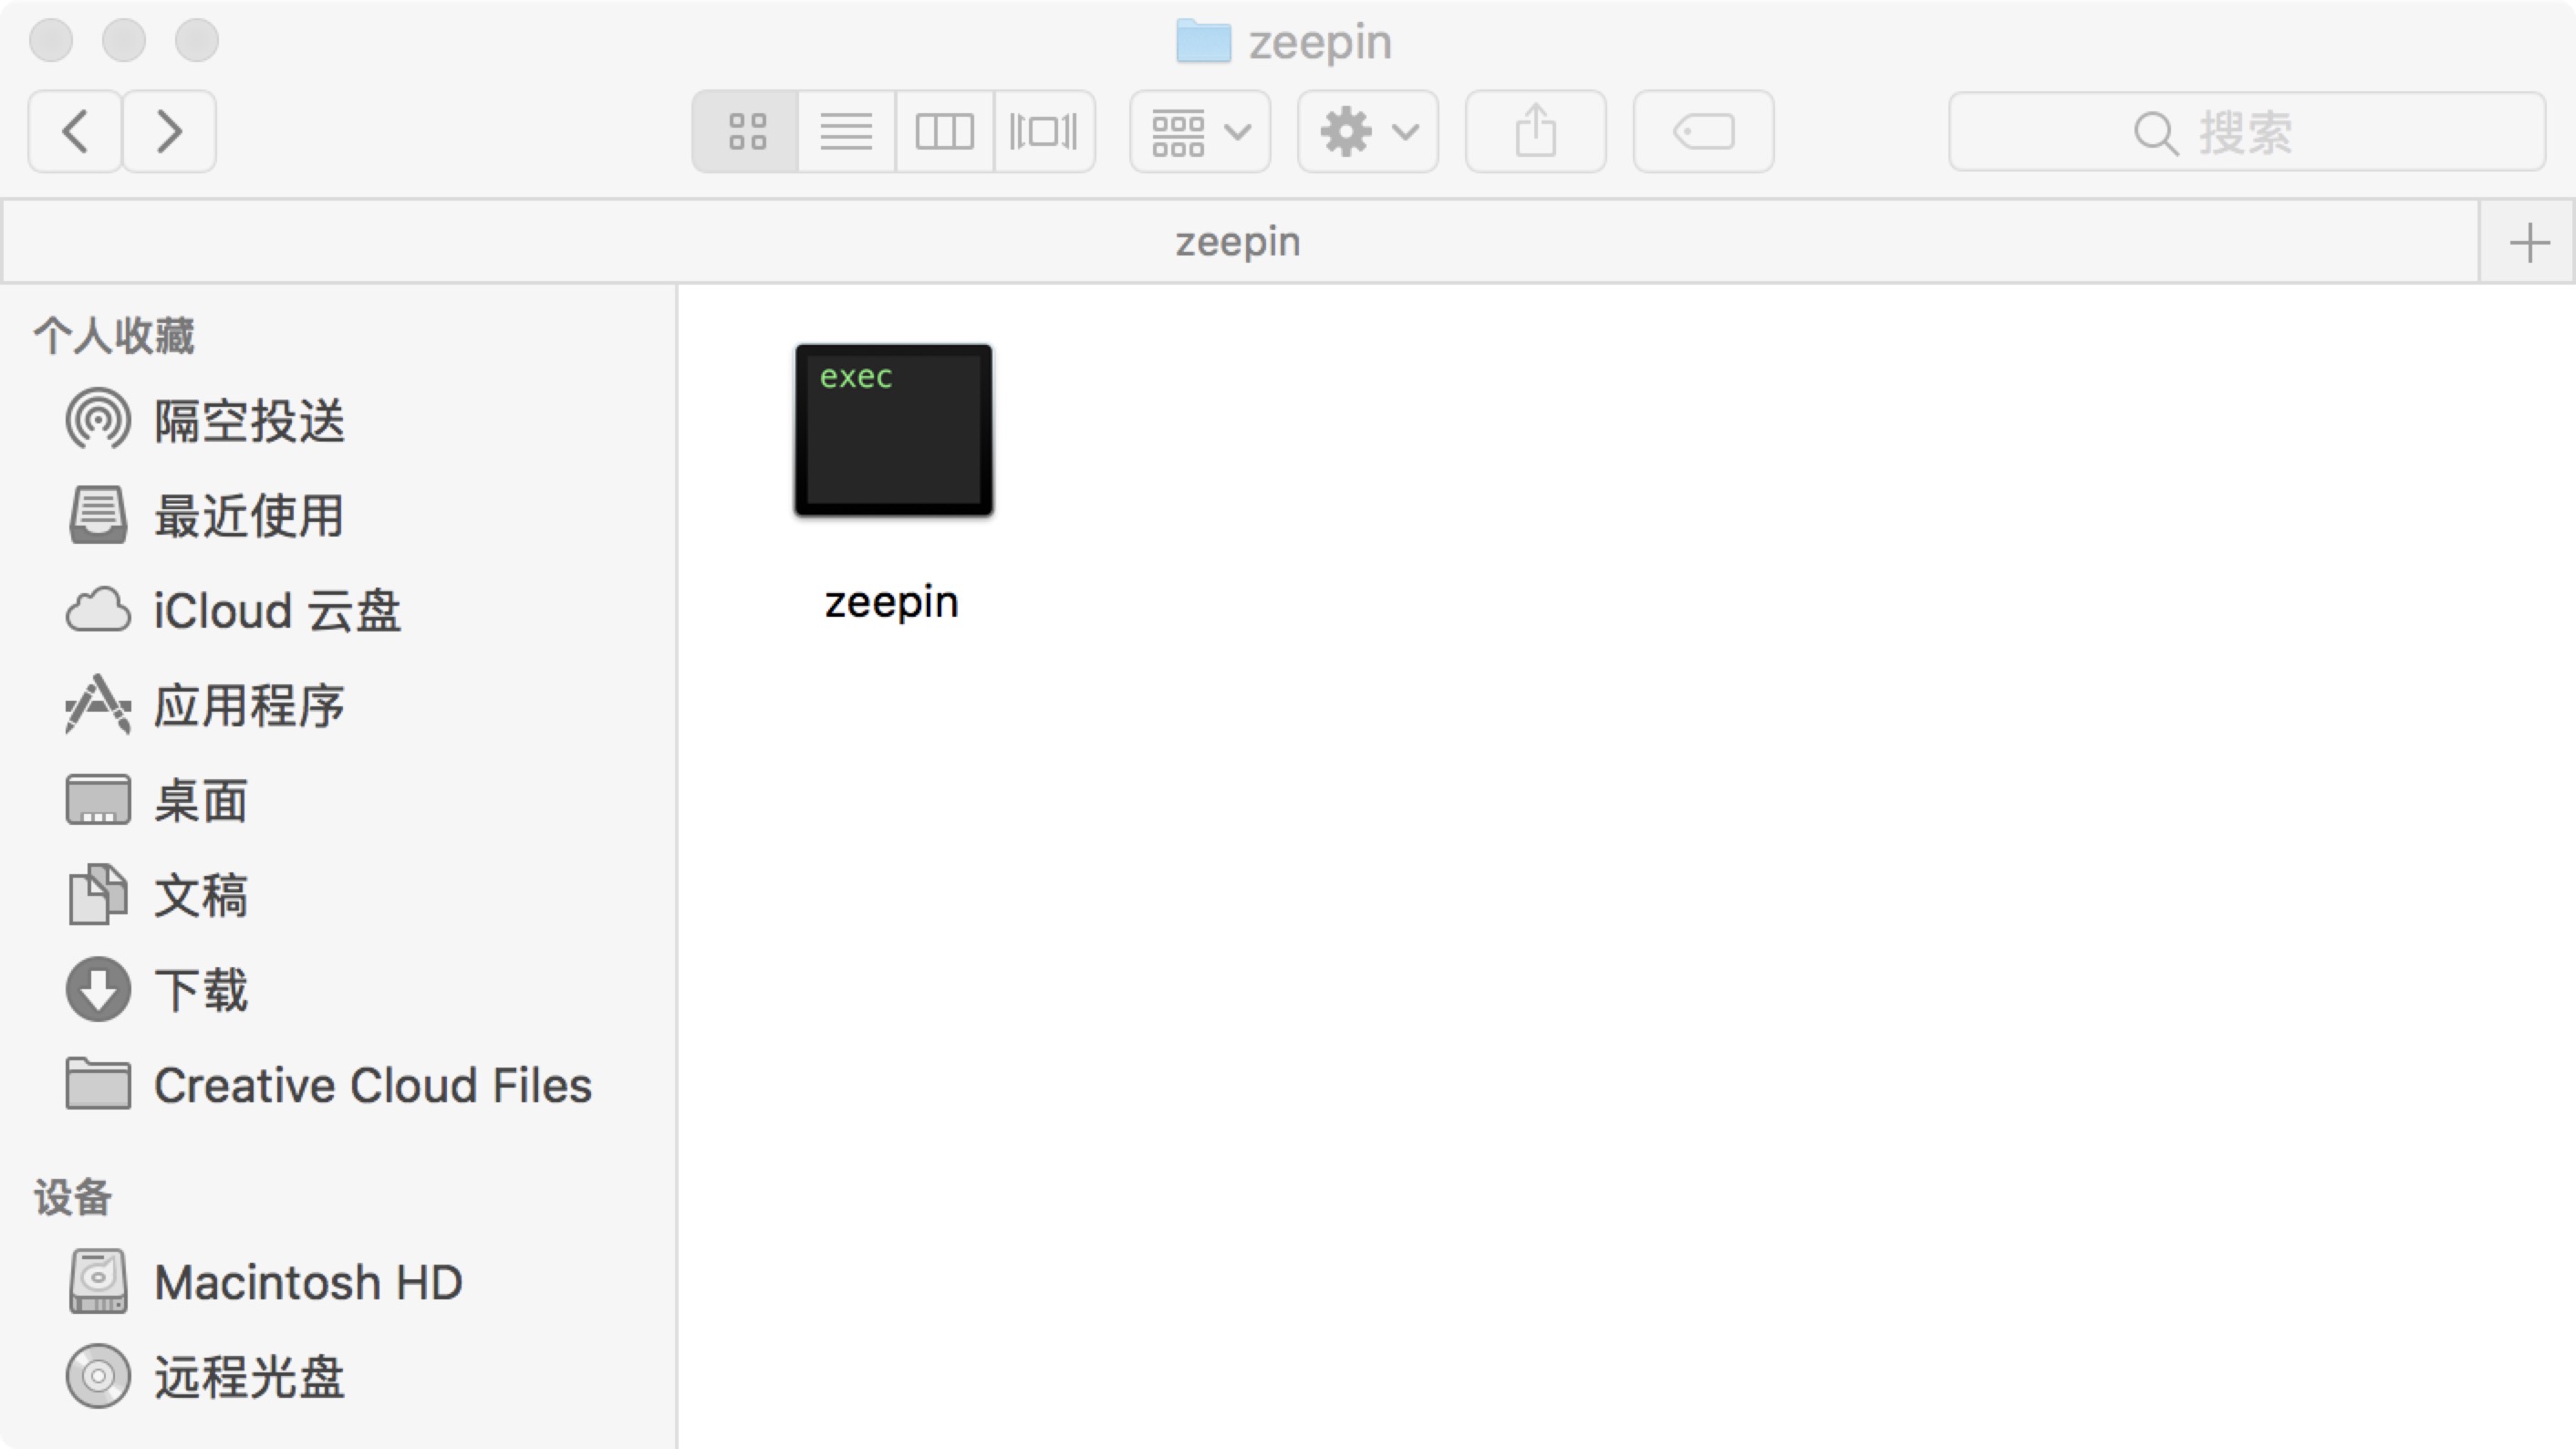 zeepin
搜索
zeepin
个人收藏
隔空投送
最近使用
iCloud 云盘
应用程序
桌面
文稿
下载
Creative Cloud Files
设备
Macintosh HD
远程光盘
exec
zeepin